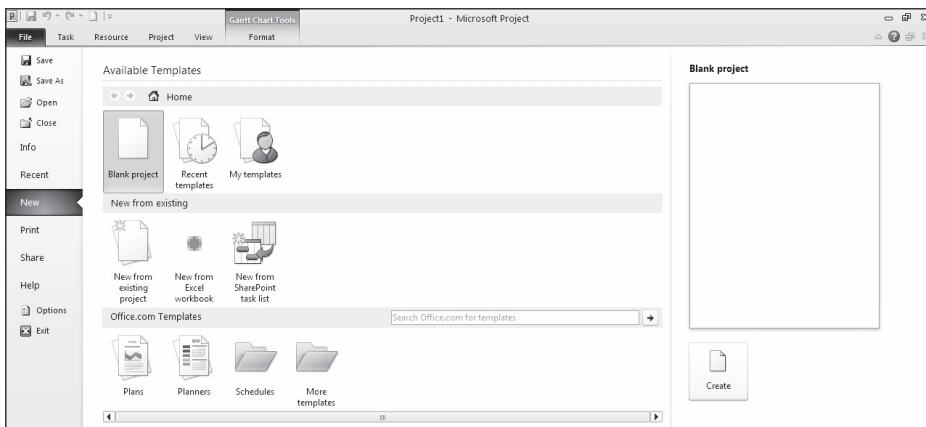 Gantt Chart Tools
Project1 - Microsoft Project
File Task Resource Project View Format
Save
Save As
Open
Close
Info
Recent
New
Print
Share
Help
Options
Exit
Available Templates
Home
Blank project
Recent templates
My templates
New from existing
New from existing project
New from Excel workbook
New from SharePoint task list
Office.com Templates
Search Office.com for templates
Plans
Planners
Schedules
More templates
Blank project
Create